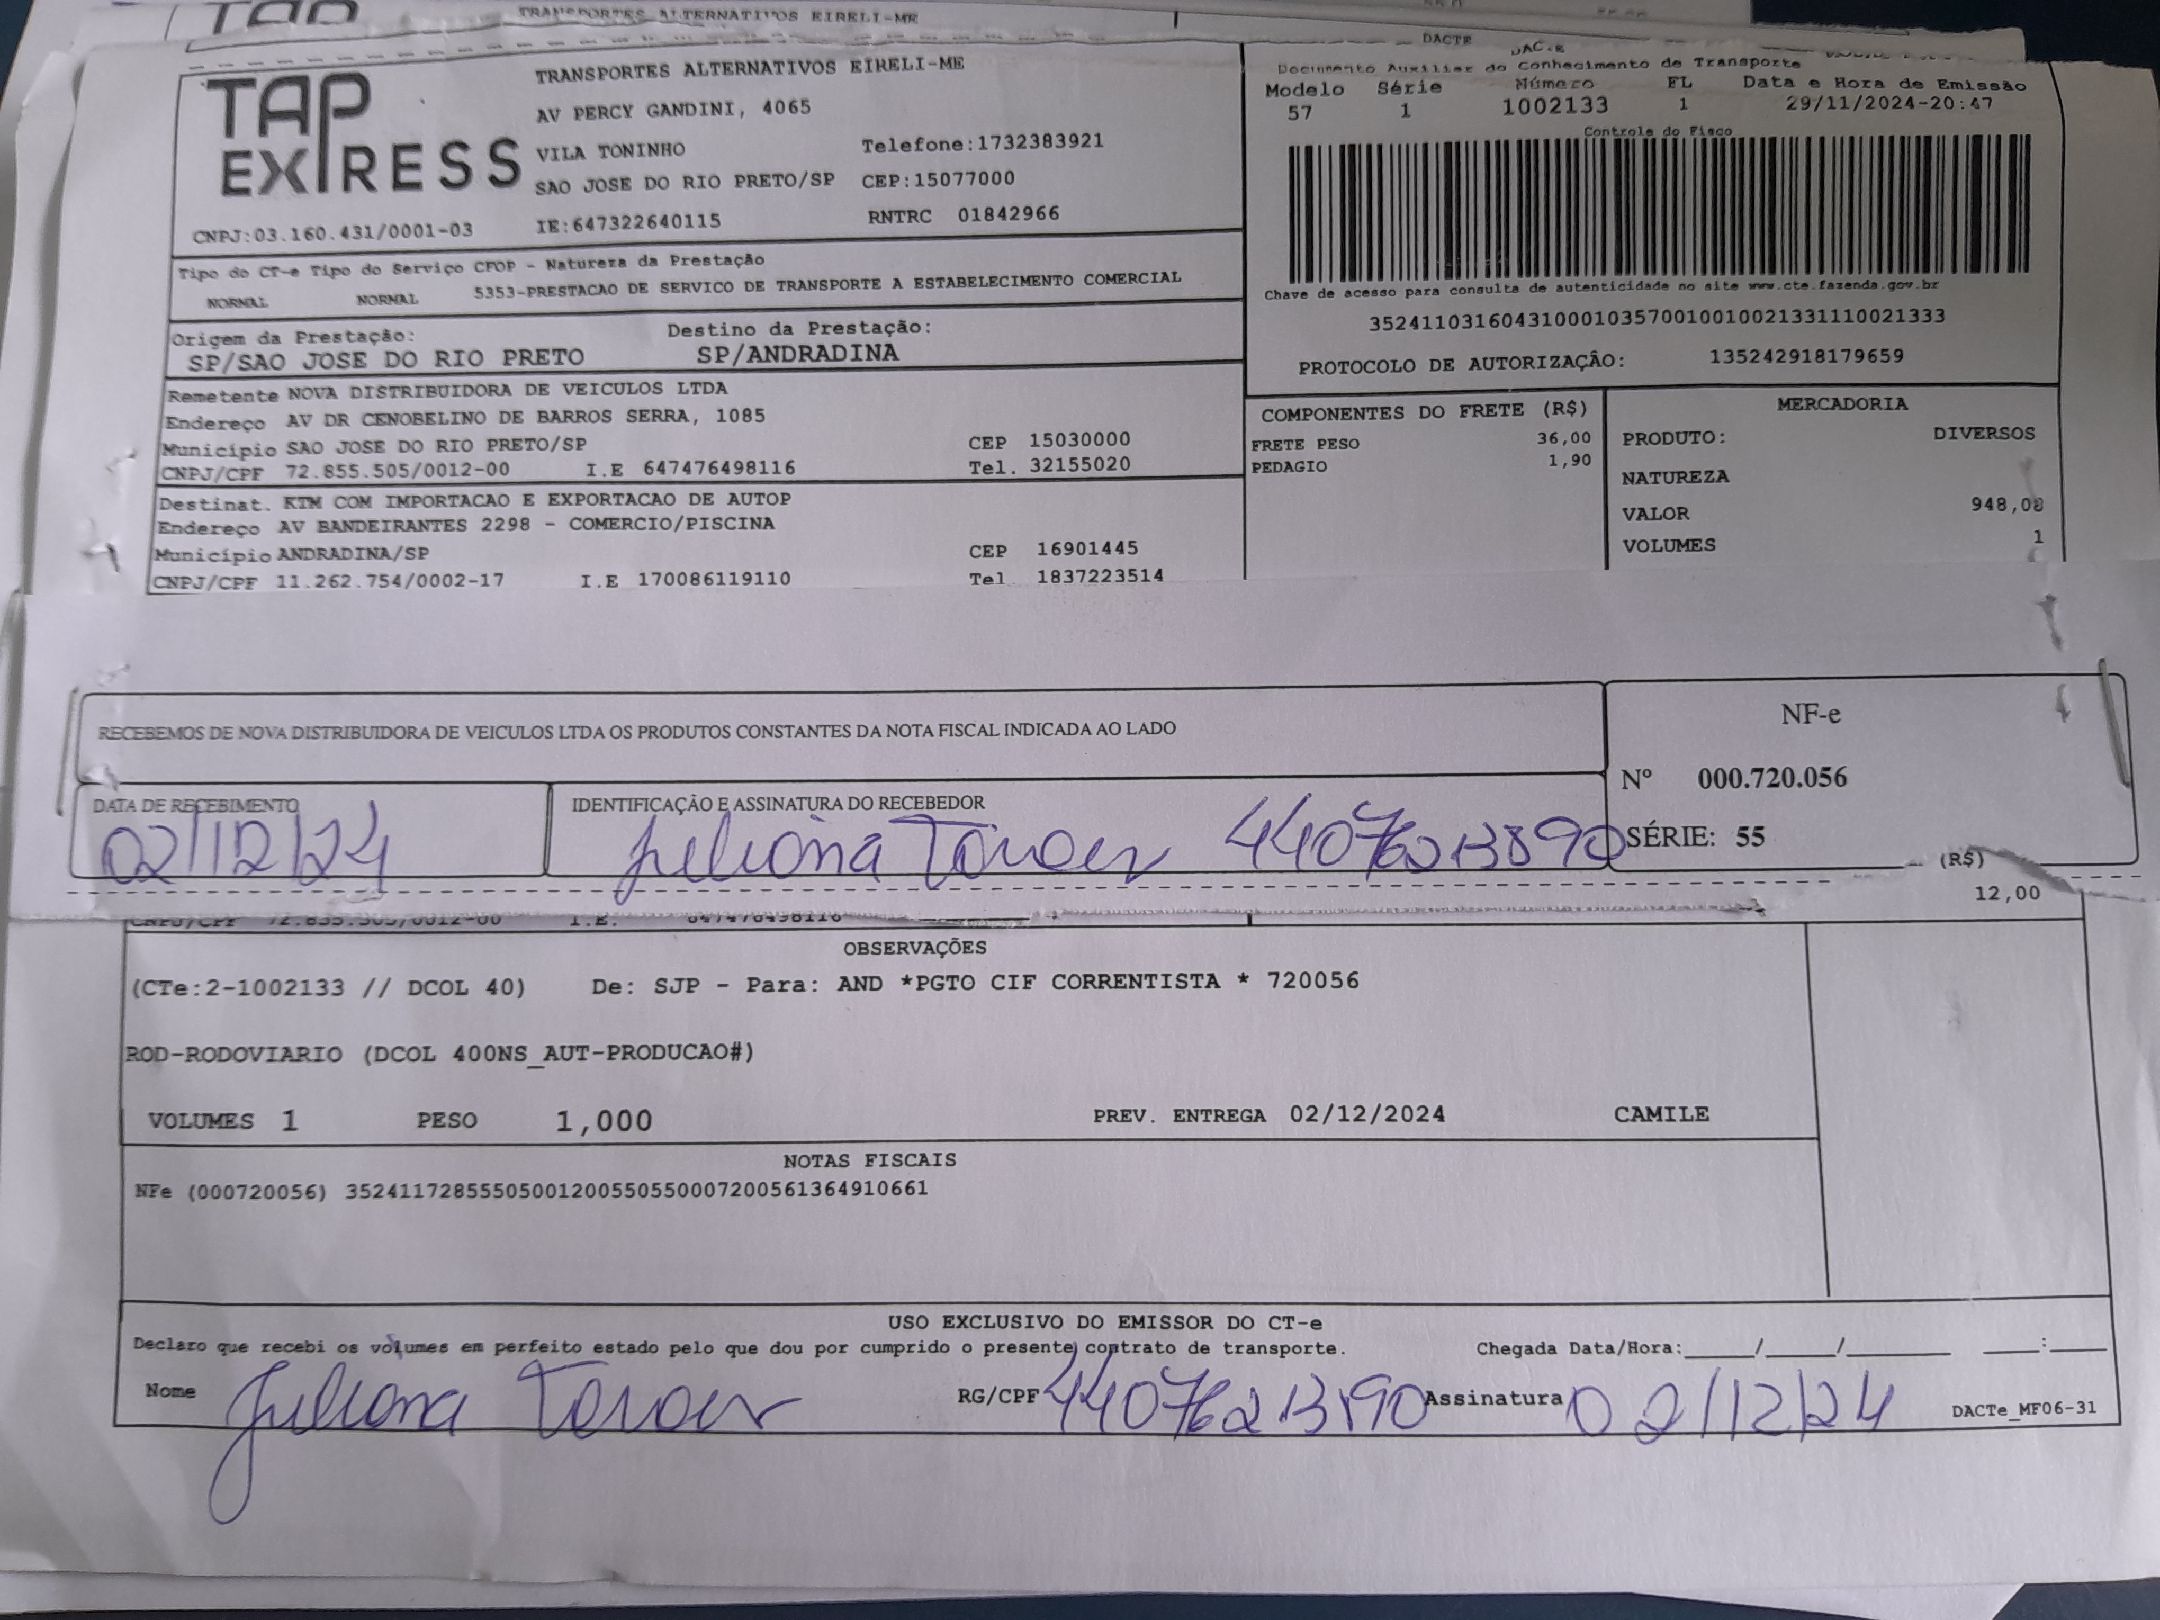 TRANSPORTES ALTERNATIVOS EIRELI-ME
TAP EXPRESS
TRANSPORTES ALTERNATIVOS EIRELI-ME
AV PERCY GANDINI, 4065
VILA TONINHO Telefone:1732383921
SAO JOSE DO RIO PRETO/SP CEP:15077000
CNPJ:03.160.431/0001-03 IE:647322640115 RNTRC 01842966
DACTE
Documento Auxiliar do Conhecimento de Transporte
Modelo Série Número FL Data e Hora de Emissão
57 1 1002133 1 29/11/2024-20:47
Controle do Fisco
Chave de acesso para consulta de autenticidade no site www.cte.fazenda.gov.br
35241103160431000103570010010021331110021333
PROTOCOLO DE AUTORIZAÇÃO: 135242918179659
Tipo do CT-e Tipo do Serviço CFOP - Natureza da Prestação
NORMAL NORMAL 5353-PRESTACAO DE SERVICO DE TRANSPORTE A ESTABELECIMENTO COMERCIAL
Origem da Prestação: Destino da Prestação:
SP/SAO JOSE DO RIO PRETO SP/ANDRADINA
Remetente NOVA DISTRIBUIDORA DE VEICULOS LTDA
Endereço AV DR CENOBELINO DE BARROS SERRA, 1085
Município SAO JOSE DO RIO PRETO/SP CEP 15030000
CNPJ/CPF 72.855.505/0012-00 I.E 647476498116 Tel. 32155020
Destinat. KTM COM IMPORTACAO E EXPORTACAO DE AUTOP
Endereço AV BANDEIRANTES 2298 - COMERCIO/PISCINA
Município ANDRADINA/SP CEP 16901445
CNPJ/CPF 11.262.754/0002-17 I.E 170086119110 Tel 1837223514
COMPONENTES DO FRETE (R$)
FRETE PESO 36,00
PEDAGIO 1,90
MERCADORIA
PRODUTO: DIVERSOS
NATUREZA
VALOR 948,08
VOLUMES 1
RECEBEMOS DE NOVA DISTRIBUIDORA DE VEICULOS LTDA OS PRODUTOS CONSTANTES DA NOTA FISCAL INDICADA AO LADO
DATA DE RECEBIMENTO IDENTIFICAÇÃO E ASSINATURA DO RECEBEDOR
02/12/24 Juliana 44076213890
NF-e
Nº 000.720.056
SÉRIE: 55
(R$)
12,00
CNPJ/CPF 72.855.505/0012-00 I.E. 647476498116
OBSERVAÇÕES
(CTe:2-1002133 // DCOL 40) De: SJP - Para: AND *PGTO CIF CORRENTISTA * 720056
ROD-RODOVIARIO (DCOL 400NS_AUT-PRODUCAO#)
VOLUMES 1 PESO 1,000 PREV. ENTREGA 02/12/2024 CAMILE
NOTAS FISCAIS
NFe (000720056) 35241172855505001200550550007200561364910661
USO EXCLUSIVO DO EMISSOR DO CT-e
Declaro que recebi os volumes em perfeito estado pelo que dou por cumprido o presente contrato de transporte. Chegada Data/Hora:_____/_____/_________ ____:_____
Nome Juliana RG/CPF 44076213890 Assinatura 02/12/24 DACTe_MF06-31